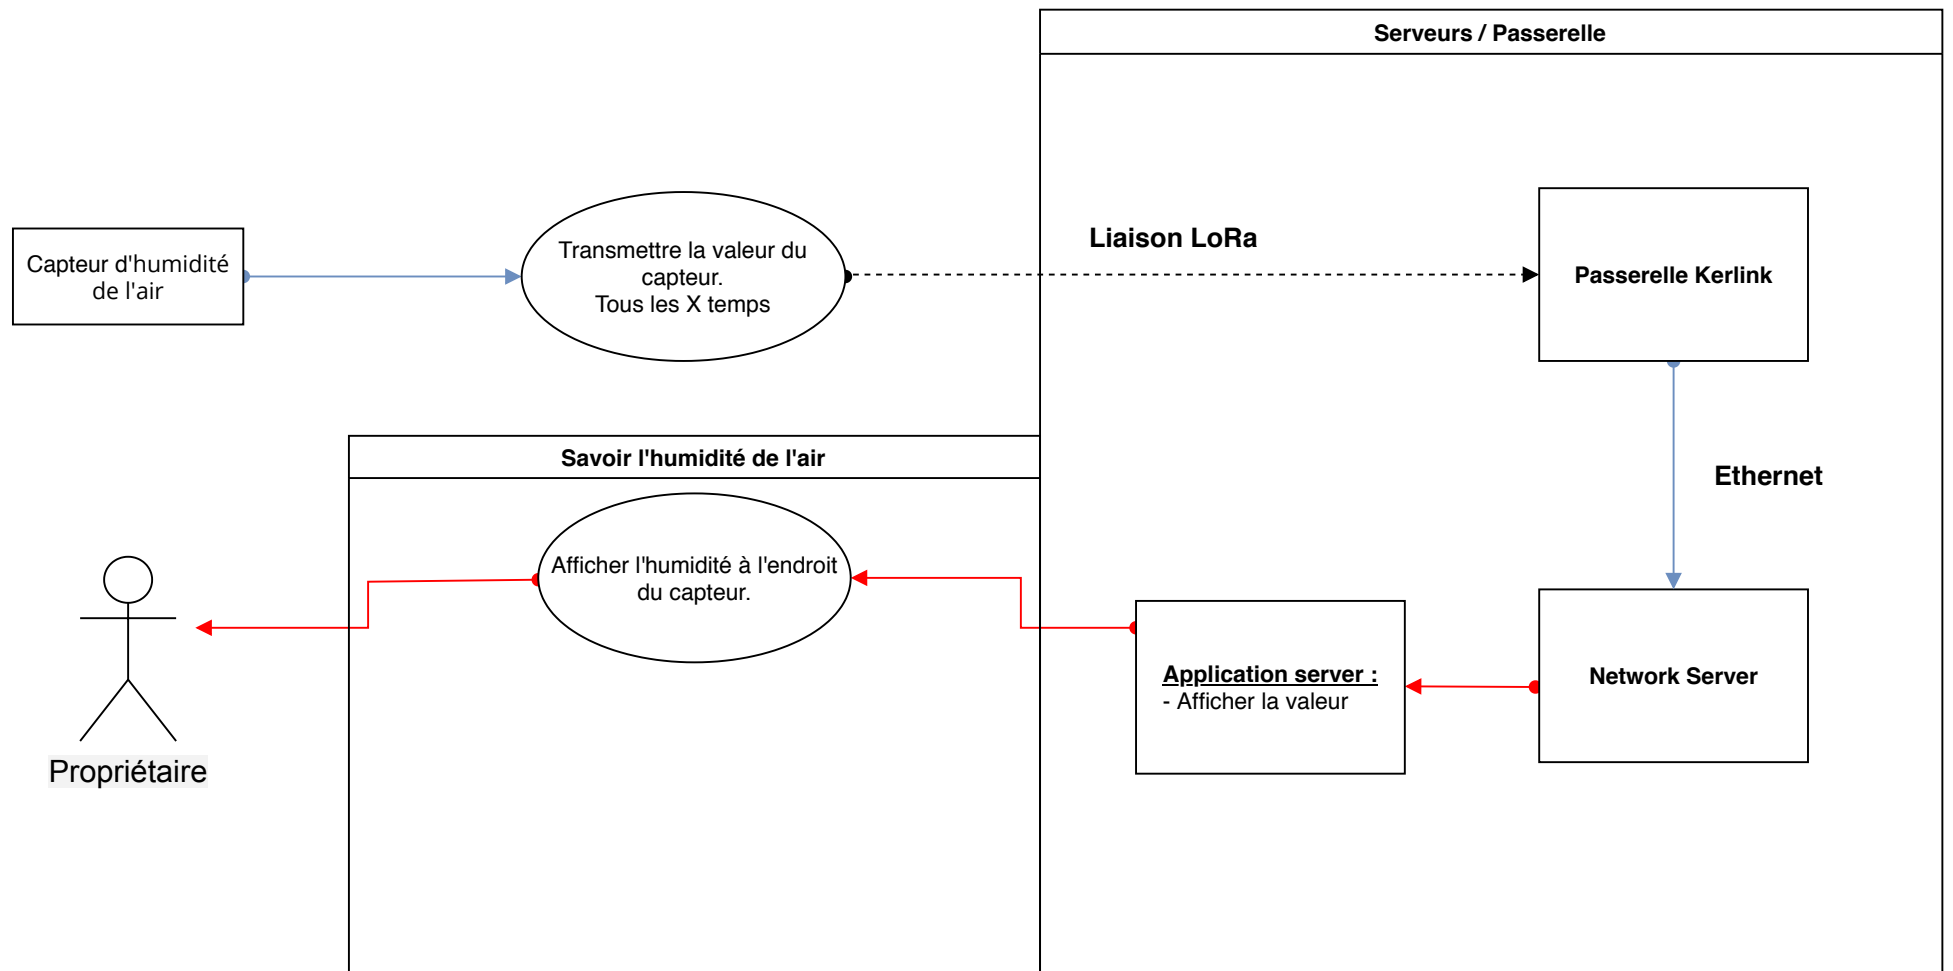 Serveurs / Passerelle
Capteur d'humidité
de l'air
Transmettre la valeur du
capteur.
Tous les X temps
Liaison LoRa
Passerelle Kerlink
Ethernet
Savoir l'humidité de l'air
Afficher l'humidité à l'endroit
du capteur.
Application server :
- Afficher la valeur
Network Server
Propriétaire